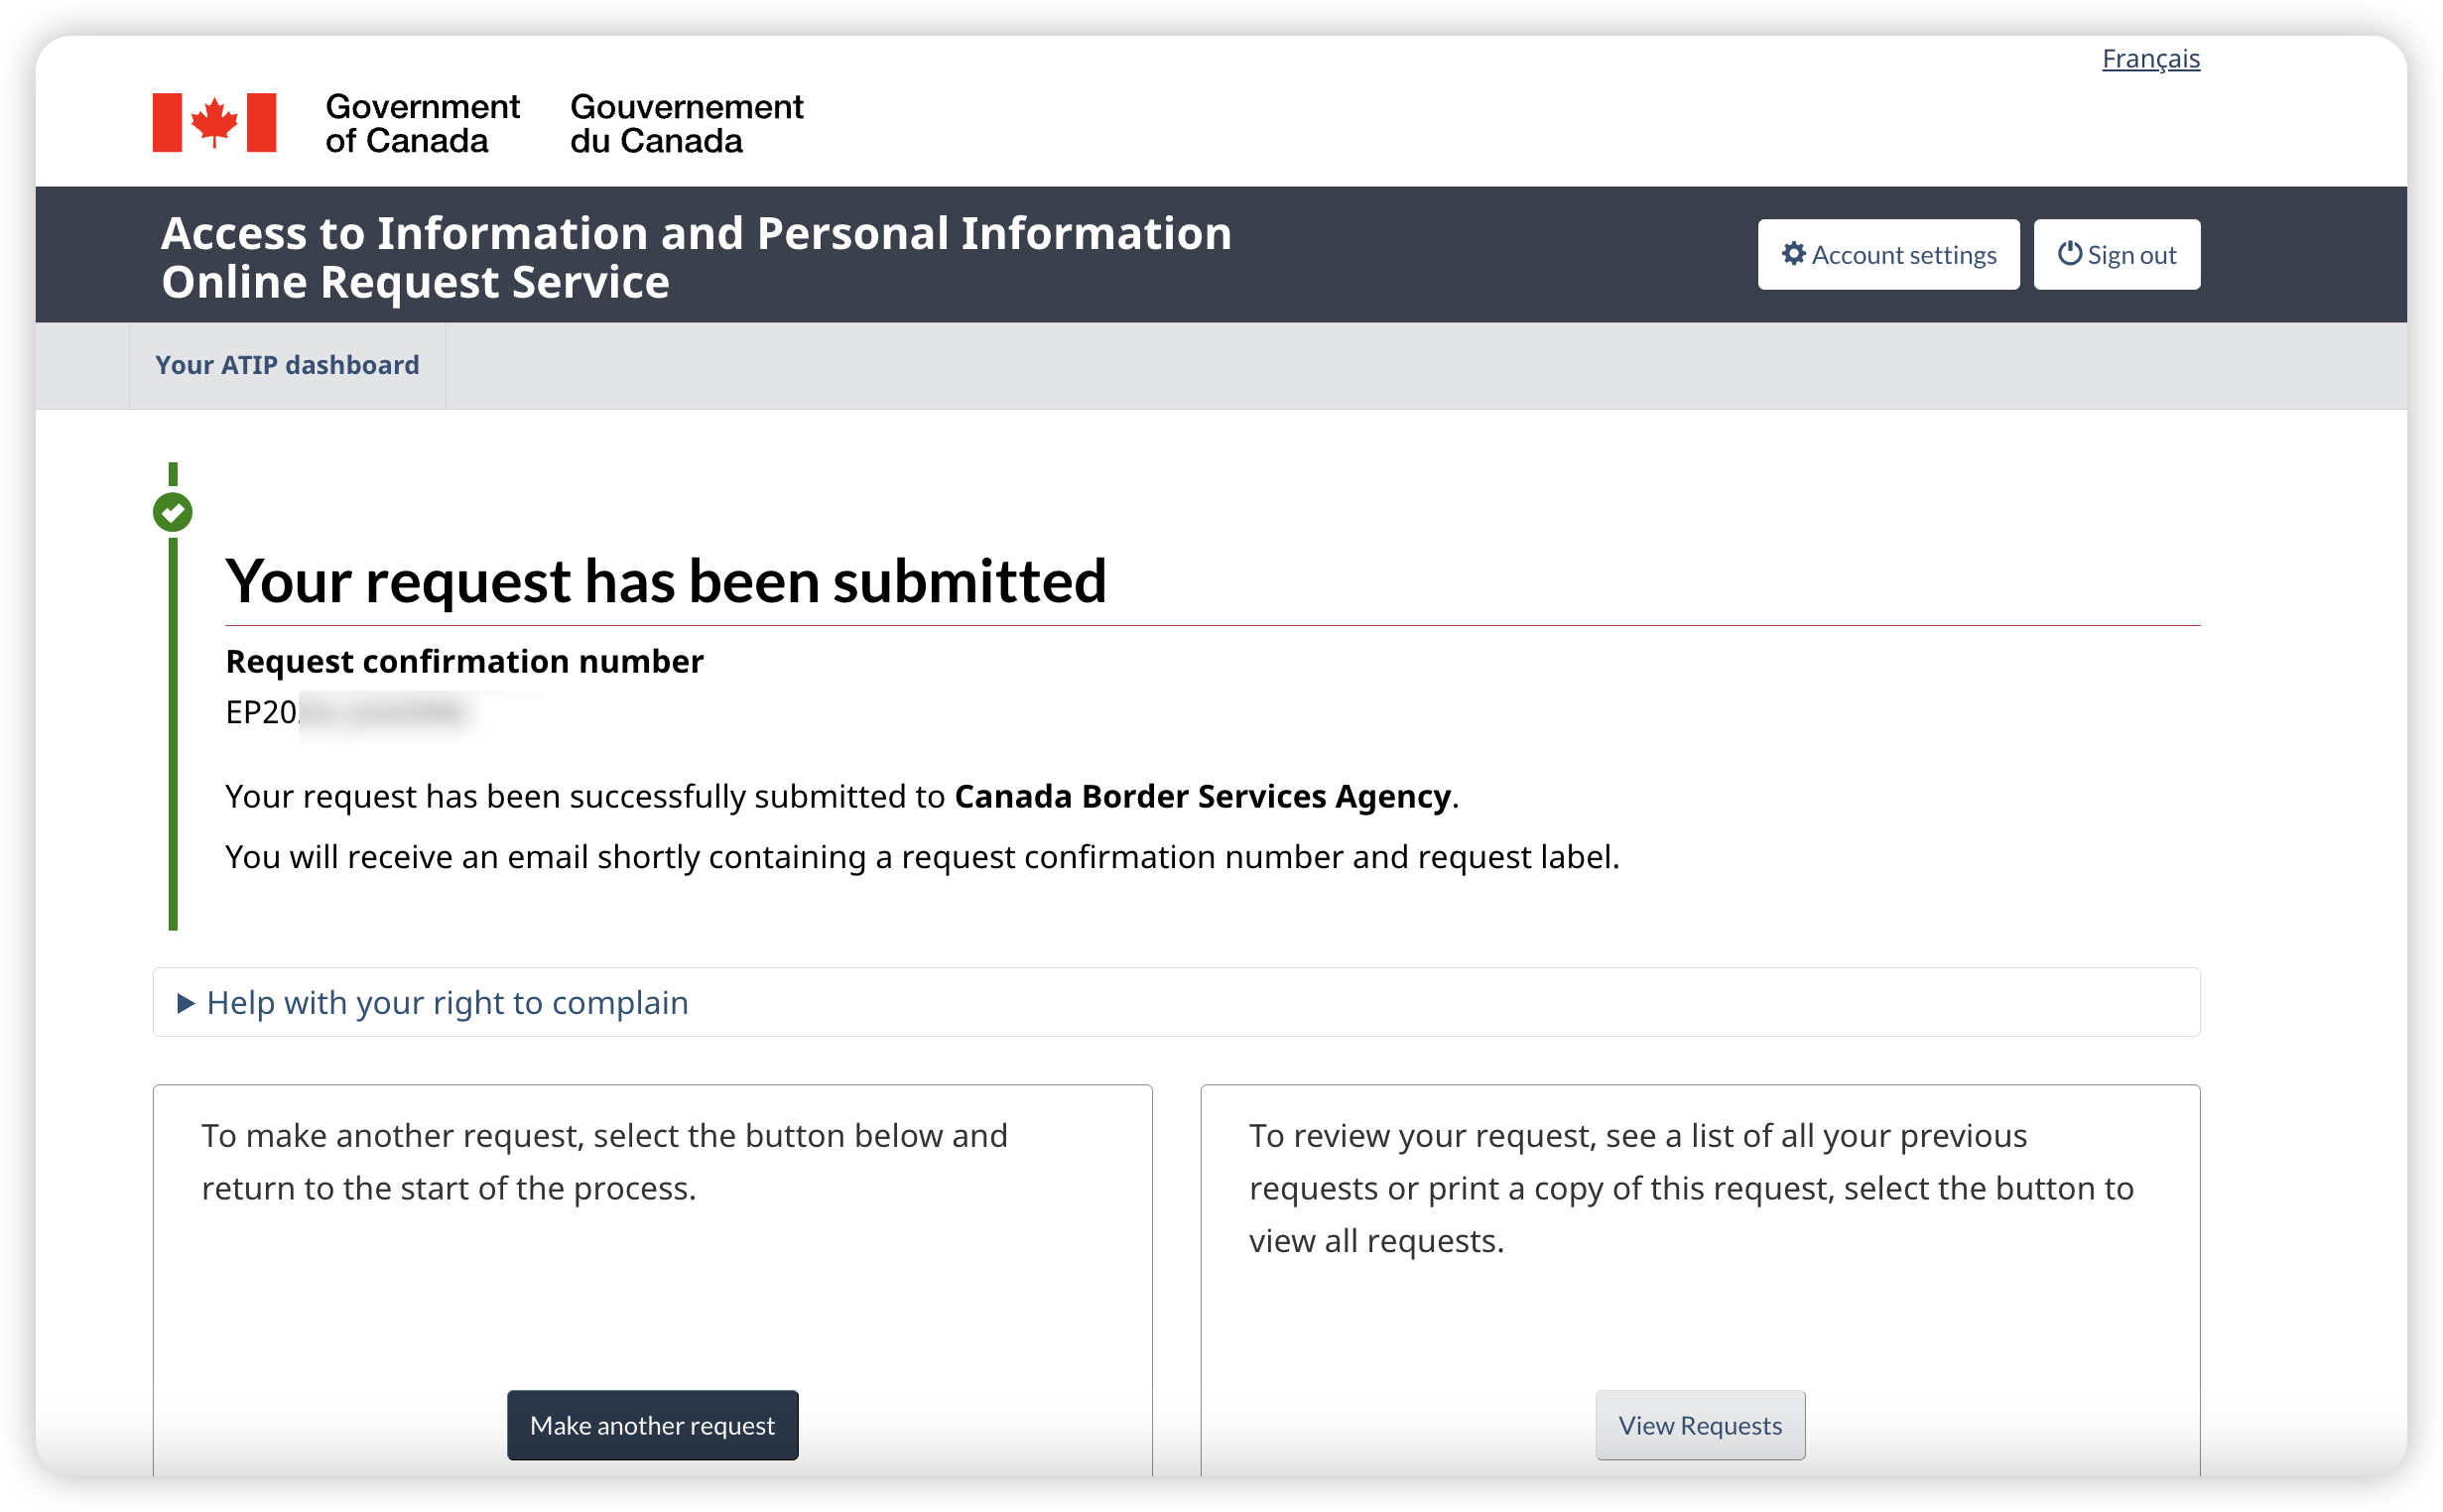 Français
Government of Canada
Gouvernement du Canada
Access to Information and Personal Information
Online Request Service
Account settings
Sign out
Your ATIP dashboard
Your request has been submitted
Request confirmation number
EP20
Your request has been successfully submitted to Canada Border Services Agency.
You will receive an email shortly containing a request confirmation number and request label.
Help with your right to complain
To make another request, select the button below and
return to the start of the process.
Make another request
To review your request, see a list of all your previous
requests or print a copy of this request, select the button to
view all requests.
View Requests